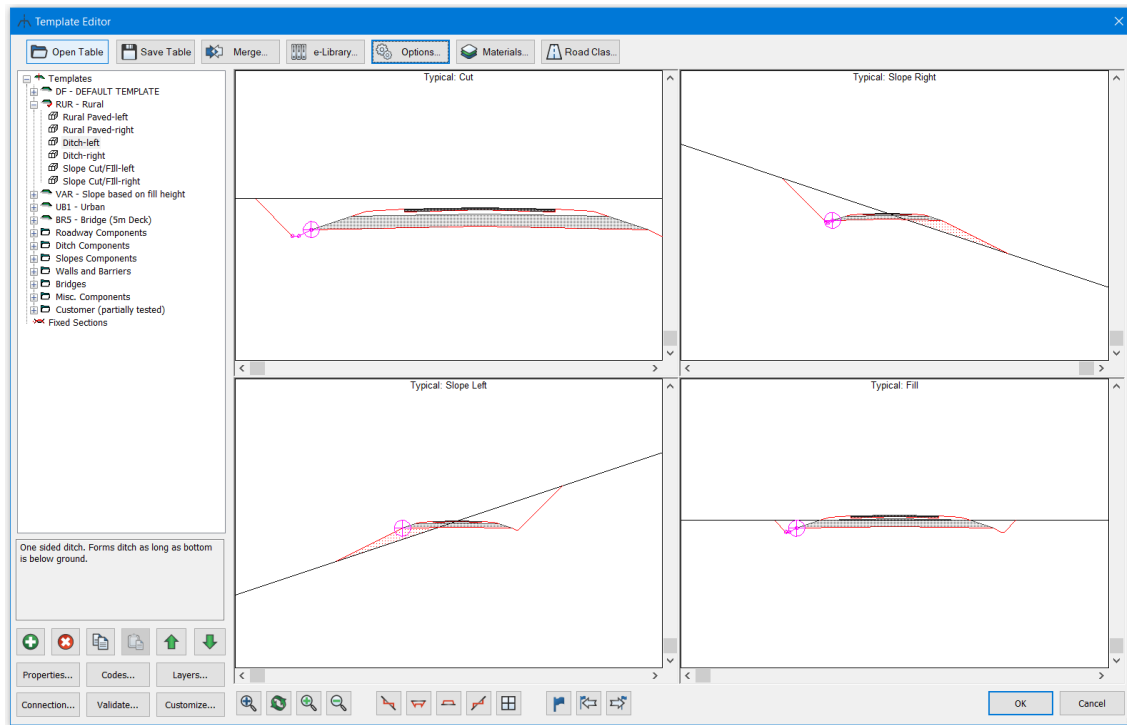 Template Editor
Open Table
Save Table
Merge...
e-Library...
Options...
Materials...
Road Clas...
Templates
DF - DEFAULT TEMPLATE
RUR - Rural
Rural Paved-left
Rural Paved-right
Ditch-left
Ditch-right
Slope Cut/FIll-left
Slope Cut/FIll-right
VAR - Slope based on fill height
UB1 - Urban
BR5 - Bridge (5m Deck)
Roadway Components
Ditch Components
Slopes Components
Walls and Barriers
Bridges
Misc. Components
Customer (partially tested)
Fixed Sections
Typical: Cut
Typical: Slope Right
Typical: Slope Left
Typical: Fill
One sided ditch. Forms ditch as long as bottom
is below ground.
Properties...
Codes...
Layers...
Connection...
Validate...
Customize...
OK
Cancel